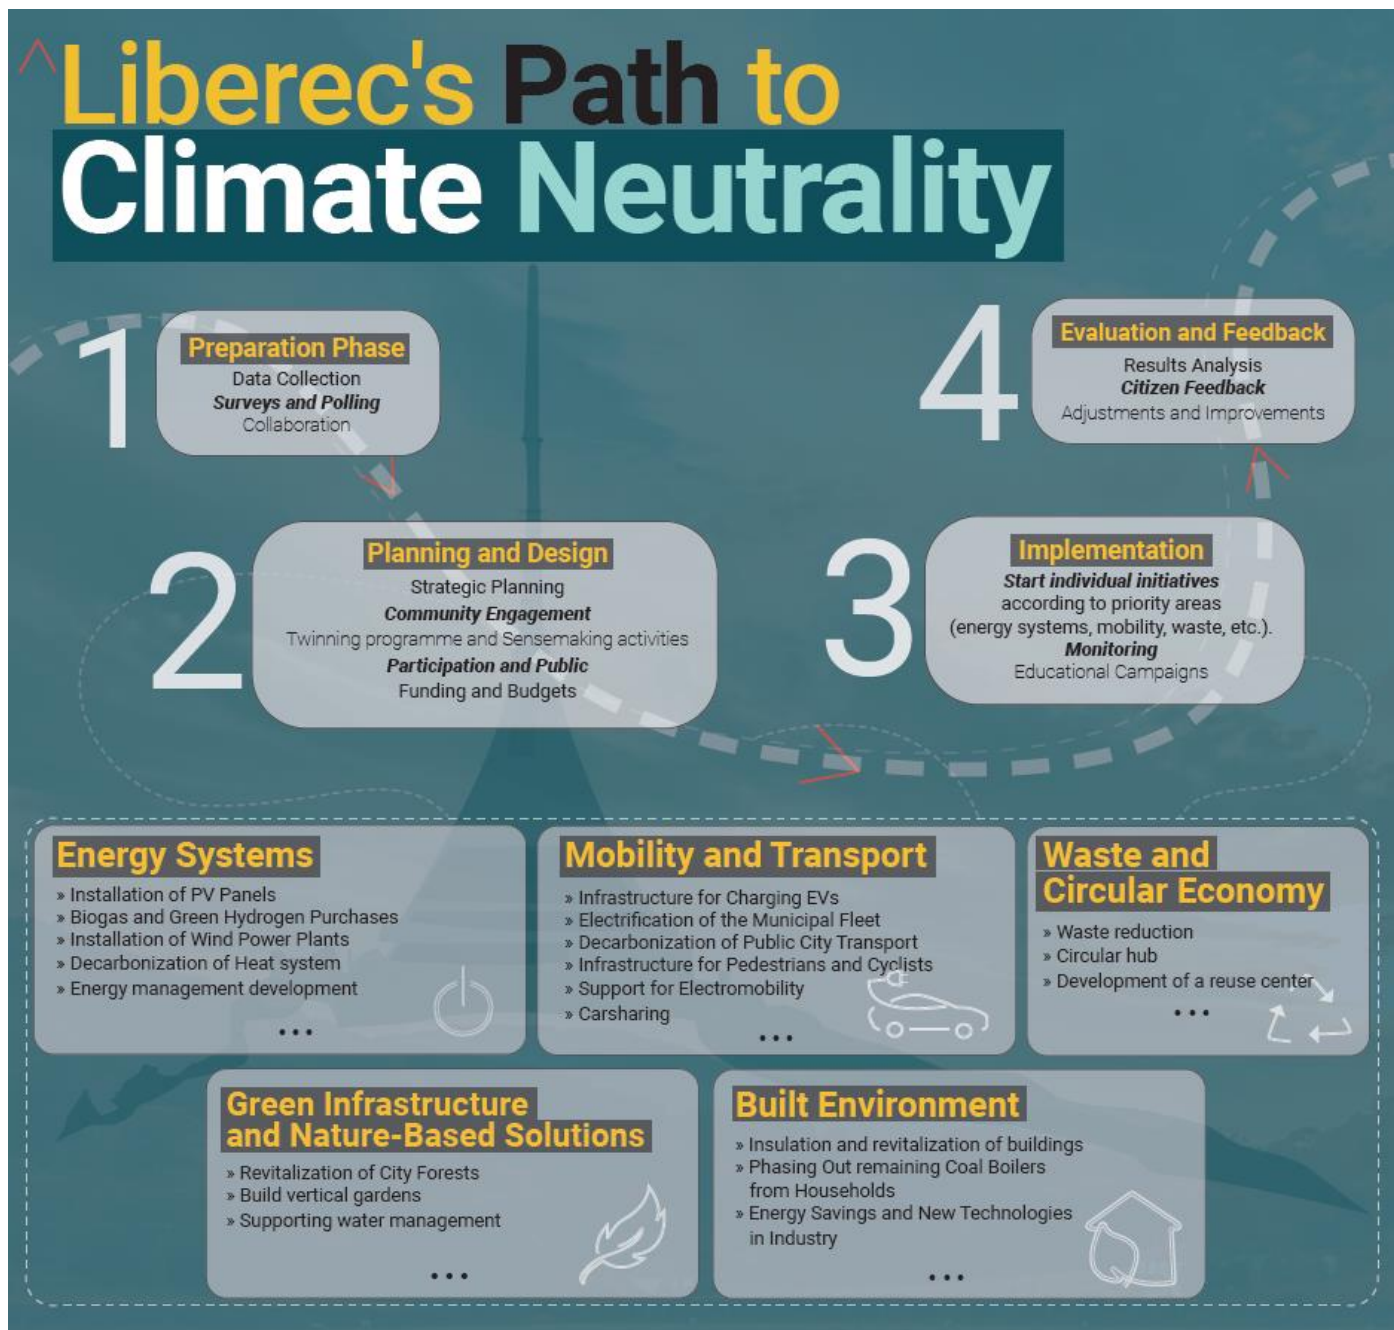 Liberec's Path to
Climate Neutrality
1
Preparation Phase
Data Collection
Surveys and Polling
Collaboration
2
Planning and Design
Strategic Planning
Community Engagement
Twinning programme and Sensemaking activities
Participation and Public
Funding and Budgets
3
Implementation
Start individual initiatives
according to priority areas
(energy systems, mobility, waste, etc.).
Monitoring
Educational Campaigns
4
Evaluation and Feedback
Results Analysis
Citizen Feedback
Adjustments and Improvements
Energy Systems
» Installation of PV Panels
» Biogas and Green Hydrogen Purchases
» Installation of Wind Power Plants
» Decarbonization of Heat system
» Energy management development
...
Mobility and Transport
» Infrastructure for Charging EVs
» Electrification of the Municipal Fleet
» Decarbonization of Public City Transport
» Infrastructure for Pedestrians and Cyclists
» Support for Electromobility
» Carsharing
...
Waste and
Circular Economy
» Waste reduction
» Circular hub
» Development of a reuse center
...
Green Infrastructure
and Nature-Based Solutions
» Revitalization of City Forests
» Build vertical gardens
» Supporting water management
...
Built Environment
» Insulation and revitalization of buildings
» Phasing Out remaining Coal Boilers
from Households
» Energy Savings and New Technologies
in Industry
...